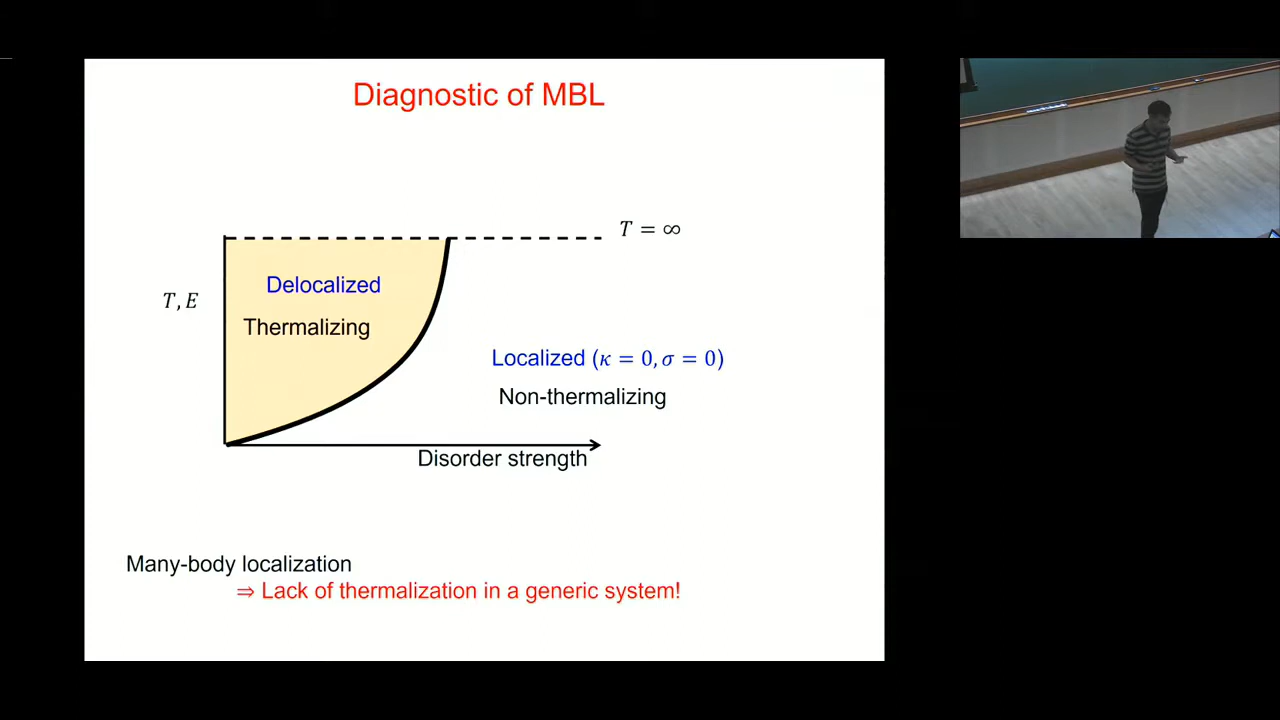 Diagnostic of MBL
T = ∞
Delocalized
T, E
Thermalizing
Localized (κ = 0, σ = 0)
Non-thermalizing
Disorder strength
Many-body localization
⇒ Lack of thermalization in a generic system!